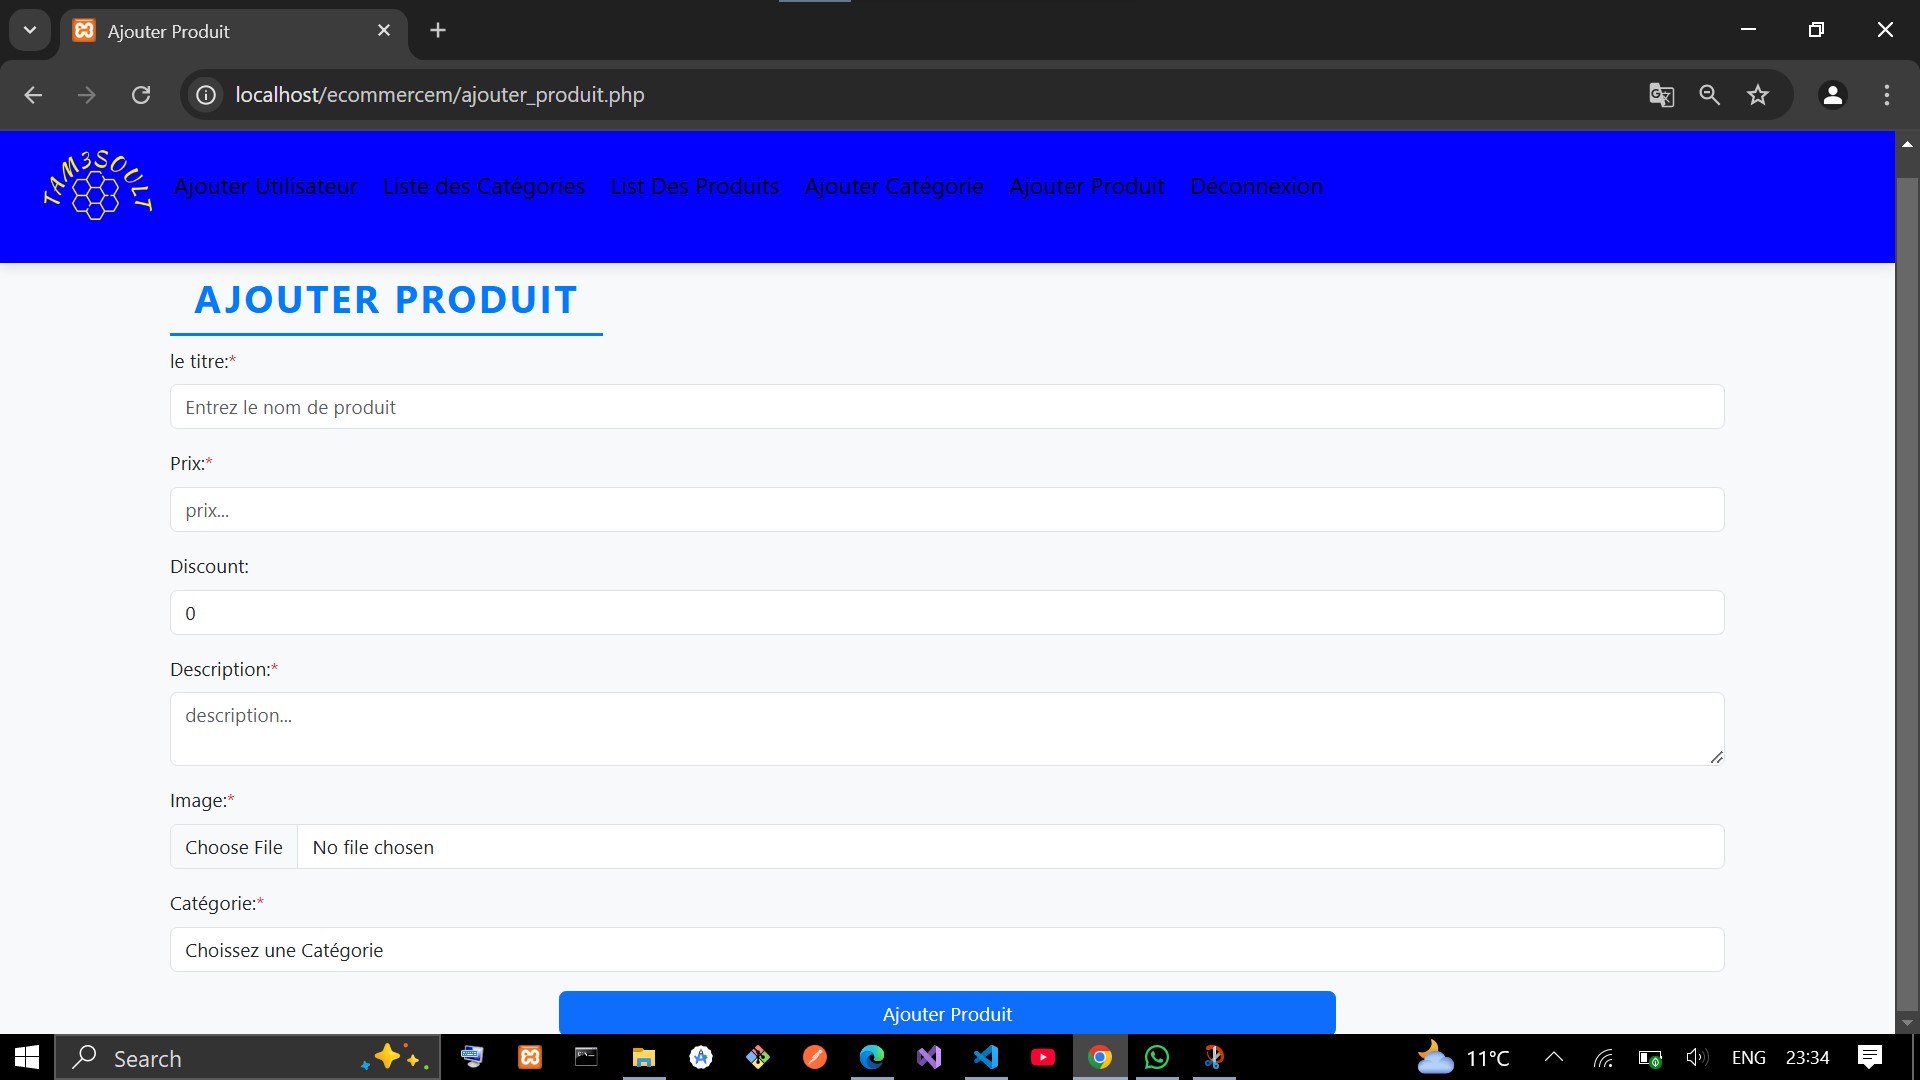 Ajouter Produit
localhost/ecommercem/ajouter_produit.php
TAM3SOULT
Ajouter Utilisateur Liste des Catégories List Des Produits Ajouter Catégorie Ajouter Produit Déconnexion
AJOUTER PRODUIT
le titre:*
Entrez le nom de produit
Prix:*
prix...
Discount:
0
Description:*
description...
Image:*
Choose File No file chosen
Catégorie:*
Choissez une Catégorie
Ajouter Produit
Search
11°C
ENG
23:34